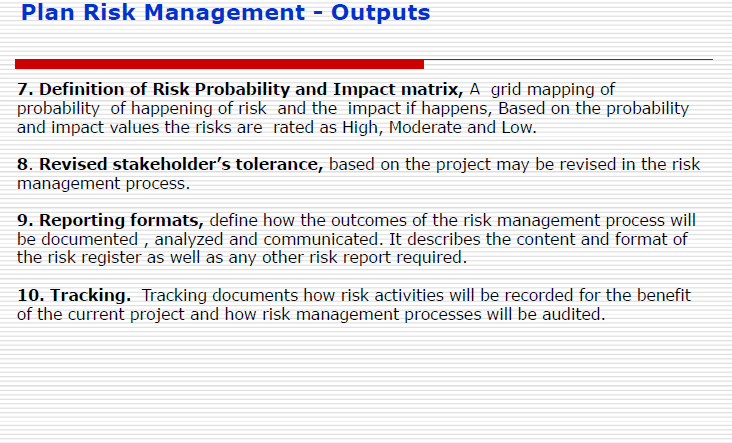 Plan Risk Management - Outputs
7. Definition of Risk Probability and Impact matrix, A grid mapping of
probability of happening of risk and the impact if happens, Based on the probability
and impact values the risks are rated as High, Moderate and Low.
8. Revised stakeholder's tolerance, based on the project may be revised in the risk
management process.
9. Reporting formats, define how the outcomes of the risk management process will
be documented , analyzed and communicated. It describes the content and format of
the risk register as well as any other risk report required.
10. Tracking. Tracking documents how risk activities will be recorded for the benefit
of the current project and how risk management processes will be audited.